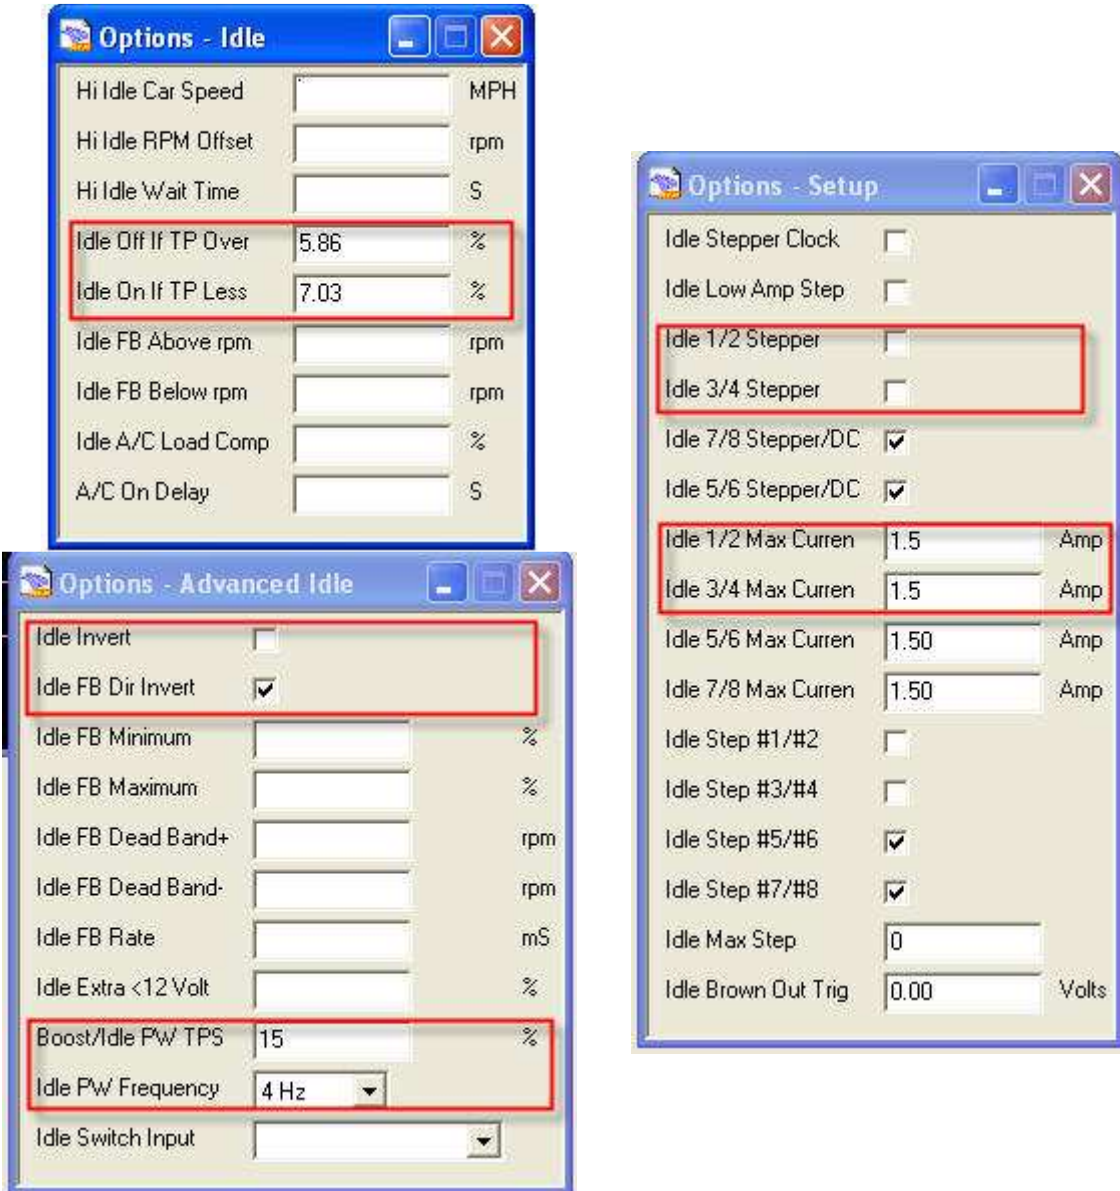 Options - Idle
Hi Idle Car Speed MPH
Hi Idle RPM Offset rpm
Hi Idle Wait Time S
Idle Off If TP Over 5.86 %
Idle On If TP Less 7.03 %
Idle FB Above rpm rpm
Idle FB Below rpm rpm
Idle A/C Load Comp %
A/C On Delay S
Options - Advanced Idle
Idle Invert
Idle FB Dir Invert
Idle FB Minimum %
Idle FB Maximum %
Idle FB Dead Band+ rpm
Idle FB Dead Band- rpm
Idle FB Rate mS
Idle Extra <12 Volt %
Boost/Idle PW TPS 15 %
Idle PW Frequency 4 Hz
Idle Switch Input
Options - Setup
Idle Stepper Clock
Idle Low Amp Step
Idle 1/2 Stepper
Idle 3/4 Stepper
Idle 7/8 Stepper/DC
Idle 5/6 Stepper/DC
Idle 1/2 Max Curren 1.5 Amp
Idle 3/4 Max Curren 1.5 Amp
Idle 5/6 Max Curren 1.50 Amp
Idle 7/8 Max Curren 1.50 Amp
Idle Step #1/#2
Idle Step #3/#4
Idle Step #5/#6
Idle Step #7/#8
Idle Max Step 0
Idle Brown Out Trig 0.00 Volts